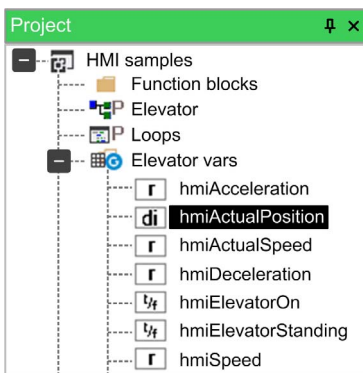 Project
HMI samples
Function blocks
P Elevator
P Loops
G Elevator vars
r hmiAcceleration
di hmiActualPosition
r hmiActualSpeed
r hmiDeceleration
t/f hmiElevatorOn
t/f hmiElevatorStanding
r hmiSpeed